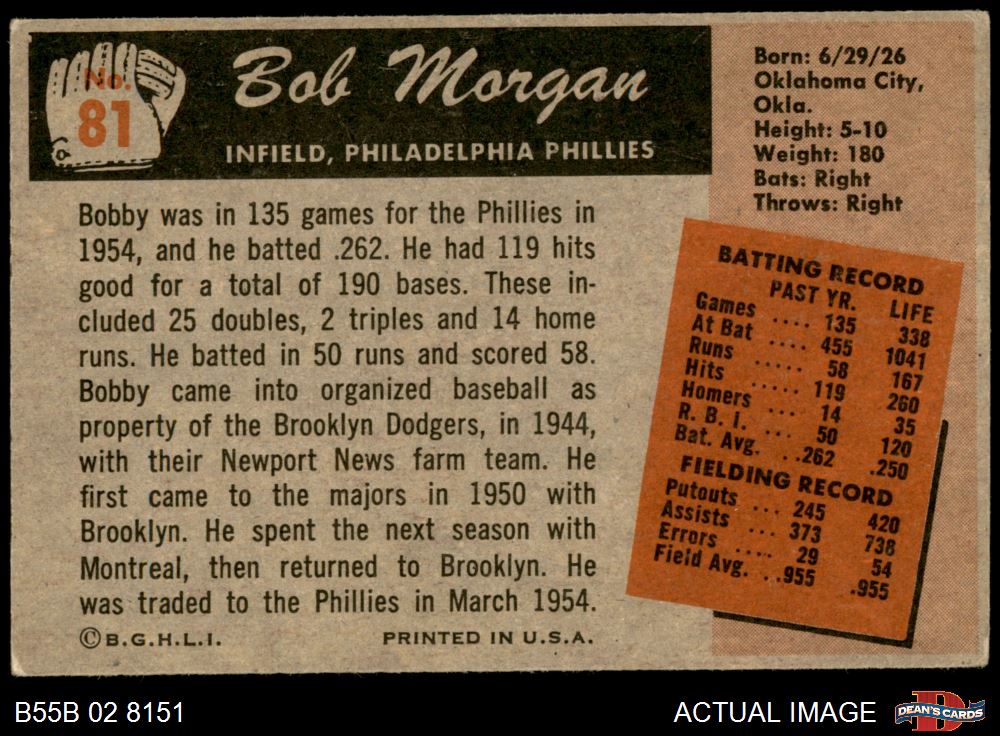 No.
81
Bob Morgan
INFIELD, PHILADELPHIA PHILLIES
Born: 6/29/26
Oklahoma City,
Okla.
Height: 5-10
Weight: 180
Bats: Right
Throws: Right
Bobby was in 135 games for the Phillies in
1954, and he batted .262. He had 119 hits
good for a total of 190 bases. These in-
cluded 25 doubles, 2 triples and 14 home
runs. He batted in 50 runs and scored 58.
Bobby came into organized baseball as
property of the Brooklyn Dodgers, in 1944,
with their Newport News farm team. He
first came to the majors in 1950 with
Brooklyn. He spent the next season with
Montreal, then returned to Brooklyn. He
was traded to the Phillies in March 1954.
©B.G.H.L.I. PRINTED IN U.S.A.
BATTING RECORD
PAST YR. LIFE
Games .... 135 338
At Bat .... 455 1041
Runs ..... 58 167
Hits ..... 119 260
Homers ... 14 35
R. B. I. ... 50 120
Bat. Avg. ..262 .250
FIELDING RECORD
Putouts ... 245 420
Assists ... 373 738
Errors .... 29 54
Field Avg. ..955 .955
B55B 02 8151
ACTUAL IMAGE
DEAN'S CARDS